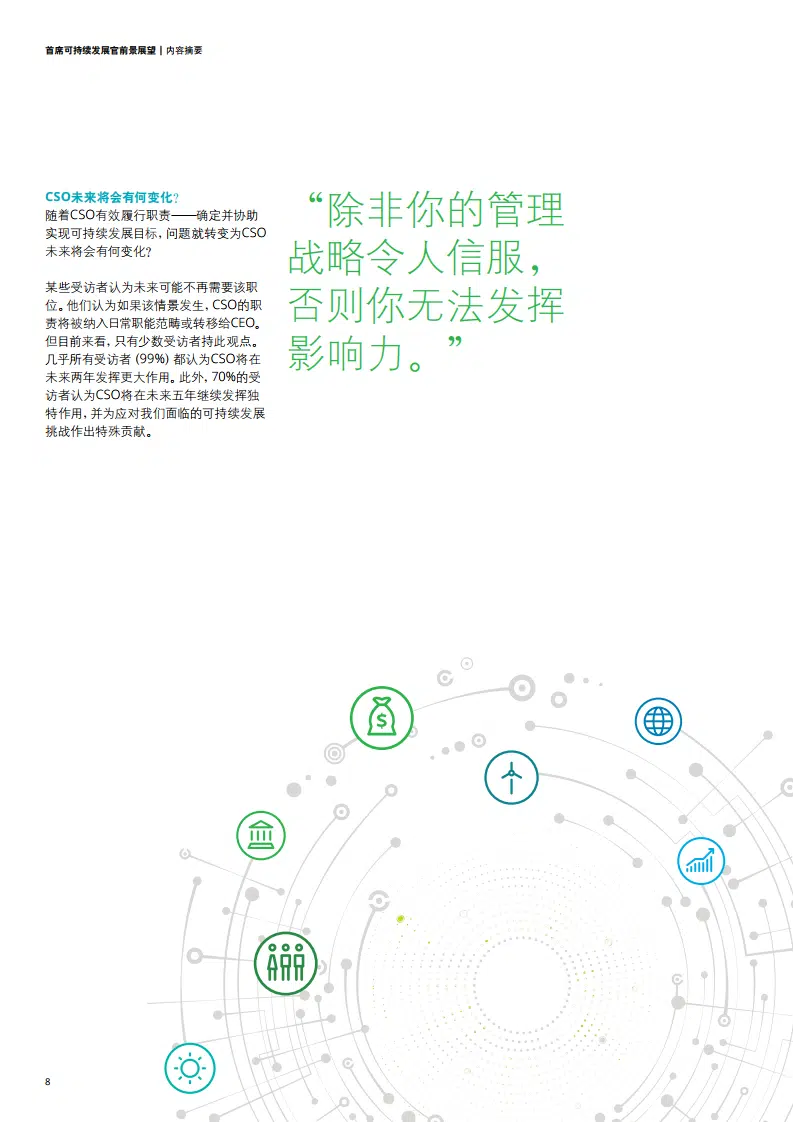 首席可持续发展官前景展望 | 内容摘要
CSO未来将会有何变化？
随着CSO有效履行职责——确定并协助
实现可持续发展目标，问题就转变为CSO
未来将会有何变化？
某些受访者认为未来可能不再需要该职
位。他们认为如果该情景发生，CSO的职
责将被纳入日常职能范畴或转移给CEO。
但目前来看，只有少数受访者持此观点。
几乎所有受访者 (99%) 都认为CSO将在
未来两年发挥更大作用。此外，70%的受
访者认为CSO将在未来五年继续发挥独
特作用，并为应对我们面临的可持续发展
挑战作出特殊贡献。
“除非你的管理
战略令人信服，
否则你无法发挥
影响力。”
$
8